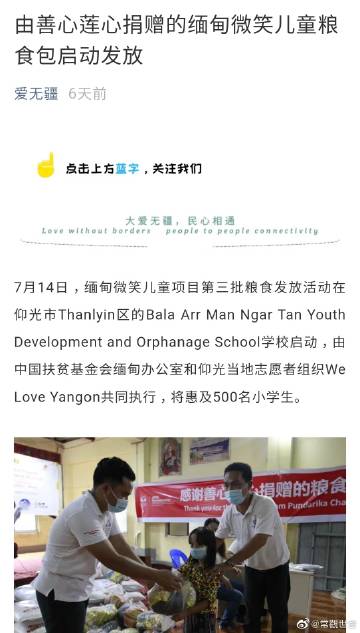 由善心莲心捐赠的缅甸微笑儿童粮
食包启动发放
爱无疆 6天前
点击上方蓝字，关注我们
大爱无疆，民心相通
Love without borders people to people connectivity
7月14日，缅甸微笑儿童项目第三批粮食发放活动在
仰光市Thanlyin区的Bala Arr Man Ngar Tan Youth
Development and Orphanage School学校启动，由
中国扶贫基金会缅甸办公室和仰光当地志愿者组织We
Love Yangon共同执行，将惠及500名小学生。
感谢善心莲心捐赠的粮食
Thank you for the
Pundarika Cha
@常觀世音